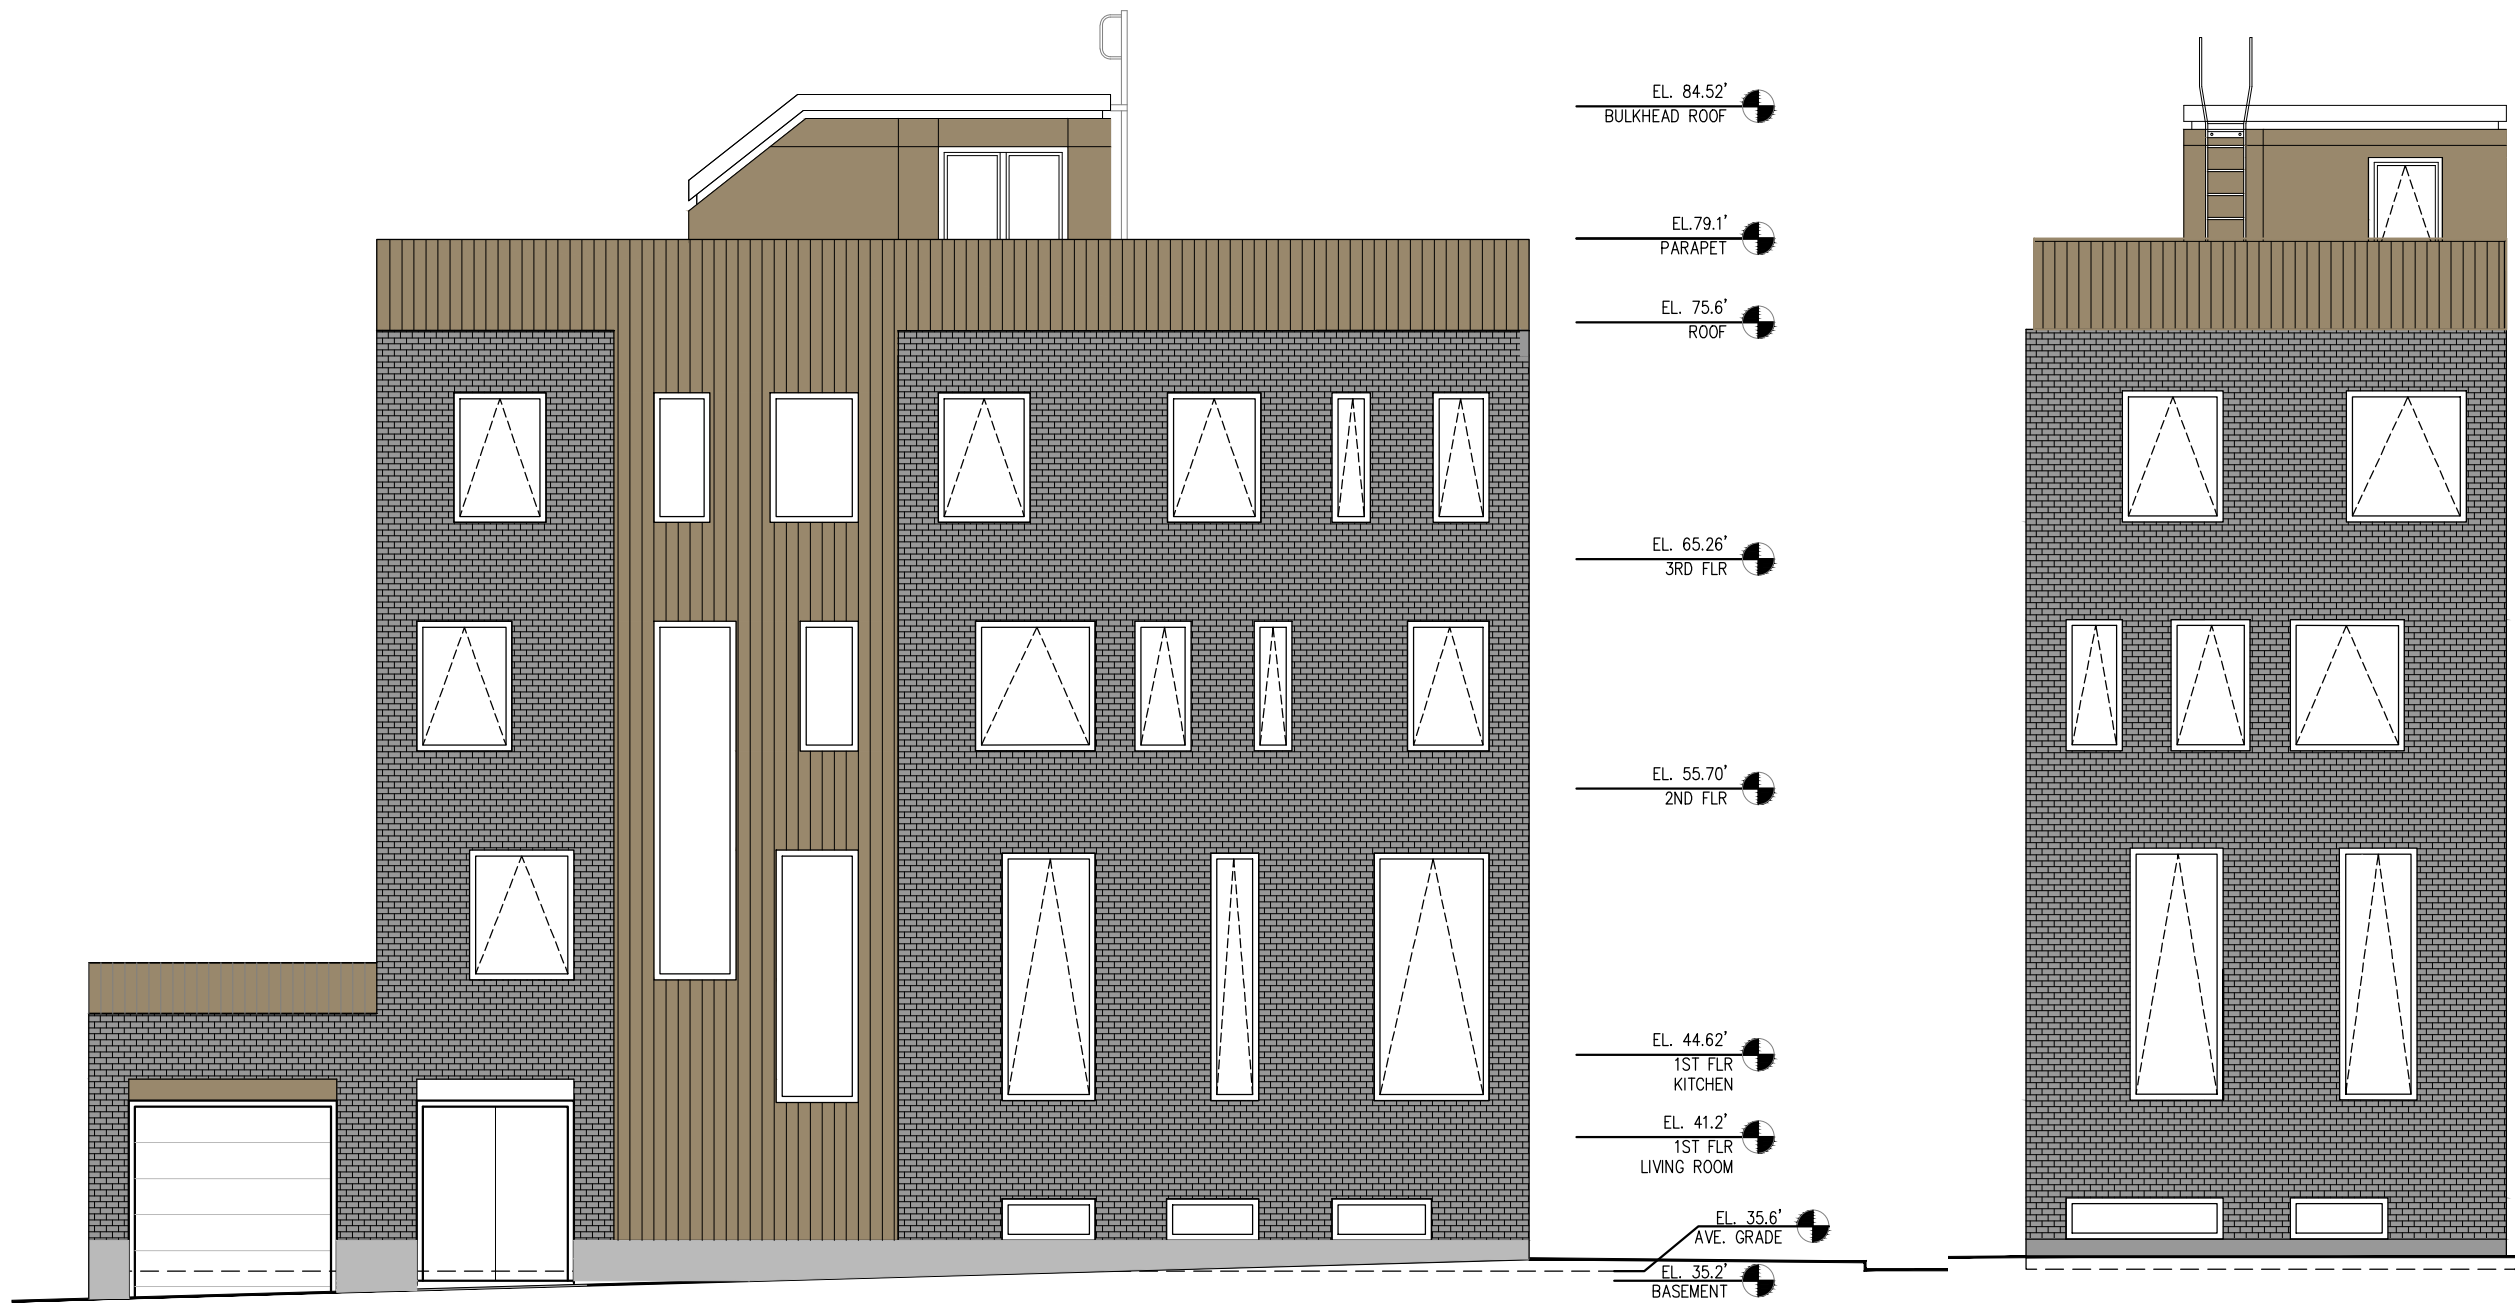 EL. 84.52'
BULKHEAD ROOF
EL.79.1'
PARAPET
EL. 75.6'
ROOF
EL. 65.26'
3RD FLR
EL. 55.70'
2ND FLR
EL. 44.62'
1ST FLR
KITCHEN
EL. 41.2'
1ST FLR
LIVING ROOM
EL. 35.6'
AVE. GRADE
EL. 35.2'
BASEMENT